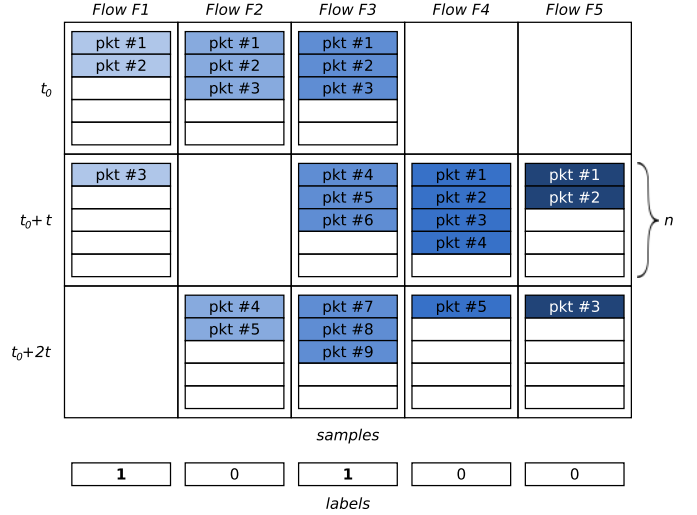 Flow F1 Flow F2 Flow F3 Flow F4 Flow F5
pkt #1 pkt #1 pkt #1
pkt #2 pkt #2 pkt #2
t0 pkt #3 pkt #3
pkt #3 pkt #4 pkt #1 pkt #1
pkt #5 pkt #2 pkt #2
t0+t pkt #6 pkt #3 n
pkt #4
pkt #4 pkt #7 pkt #5 pkt #3
pkt #5 pkt #8
t0+2t pkt #9
samples
1 0 1 0 0
labels